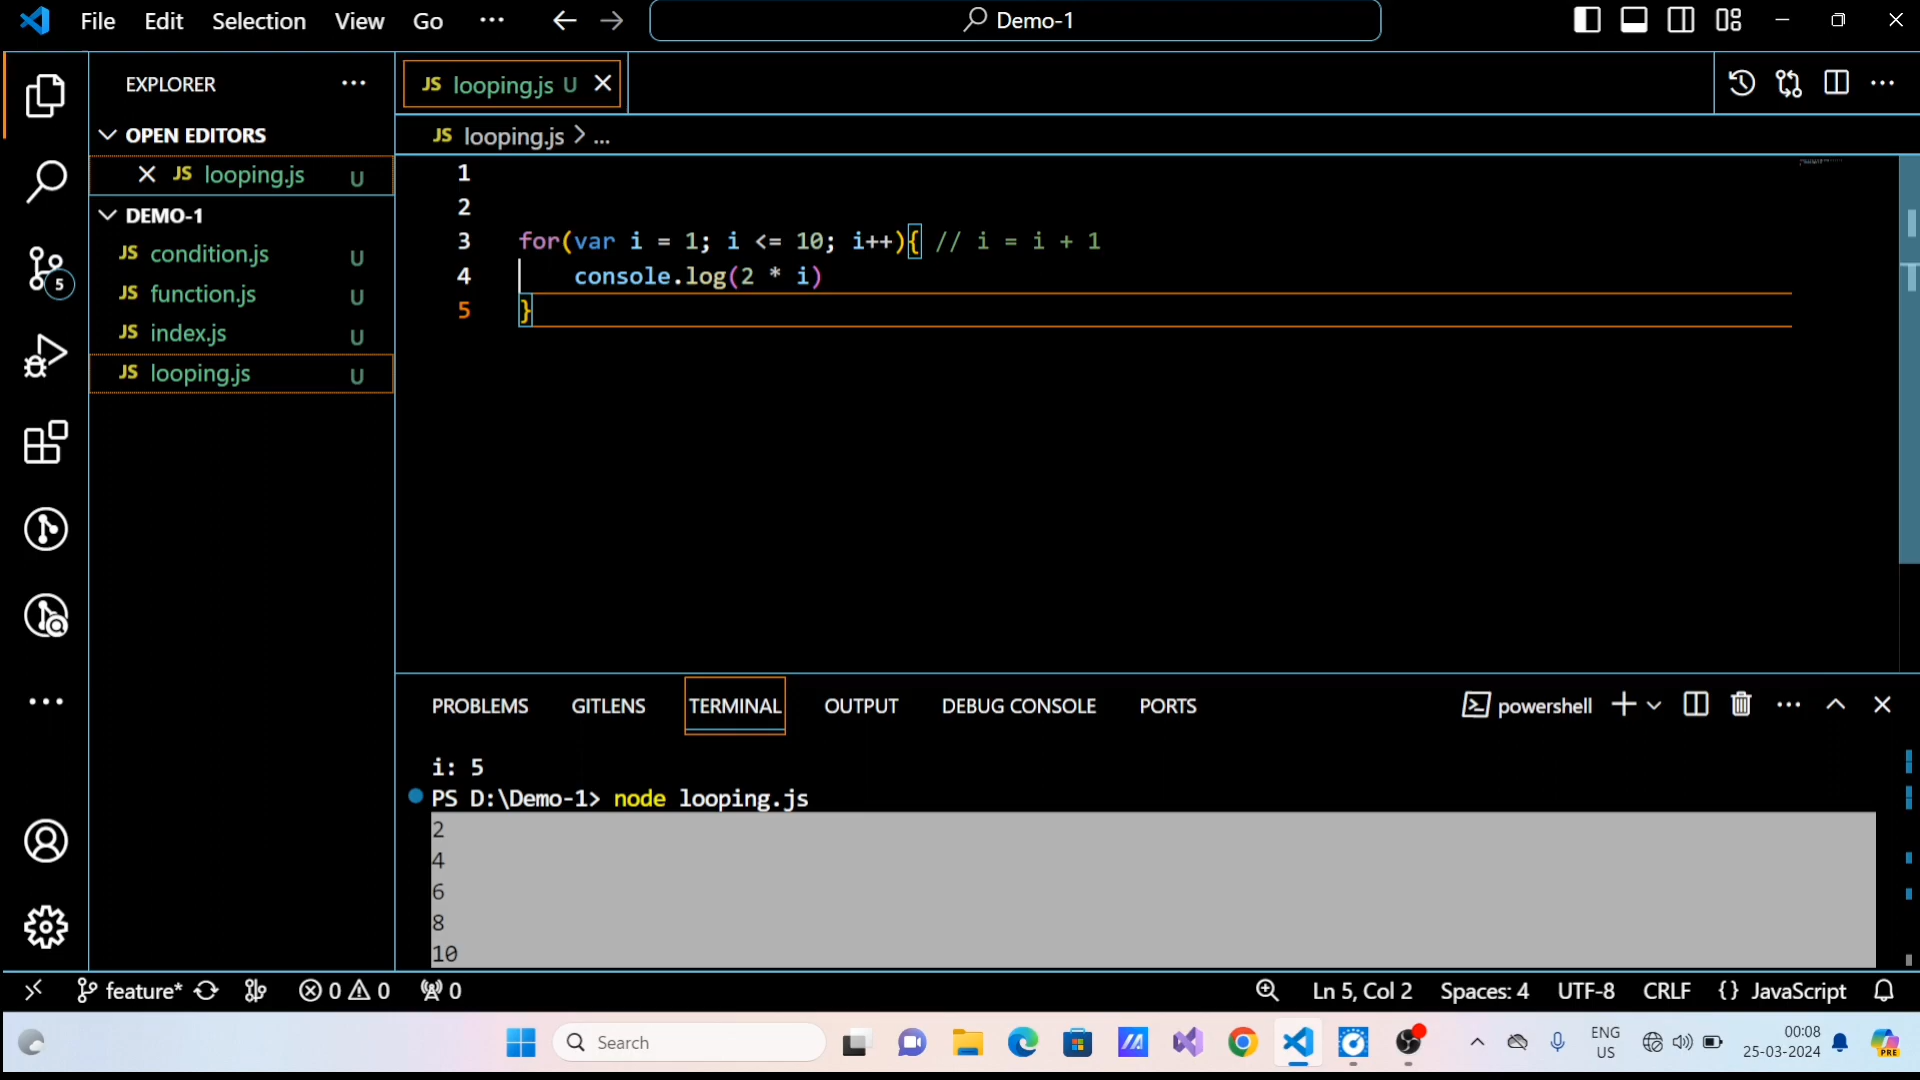 File Edit Selection View Go ··· Demo-1
EXPLORER
OPEN EDITORS
JS looping.js U
DEMO-1
JS condition.js U
JS function.js U
JS index.js U
JS looping.js U
5
JS looping.js U
JS looping.js > ...
1
2
3 for(var i = 1; i <= 10; i++){ // i = i + 1
4 console.log(2 * i)
5 }
PROBLEMS GITLENS TERMINAL OUTPUT DEBUG CONSOLE PORTS powershell
i: 5
PS D:\Demo-1> node looping.js
2
4
6
8
10
feature* 0 0 0 Ln 5, Col 2 Spaces: 4 UTF-8 CRLF {} JavaScript
Search ENG 00:08
US 25-03-2024
PRE